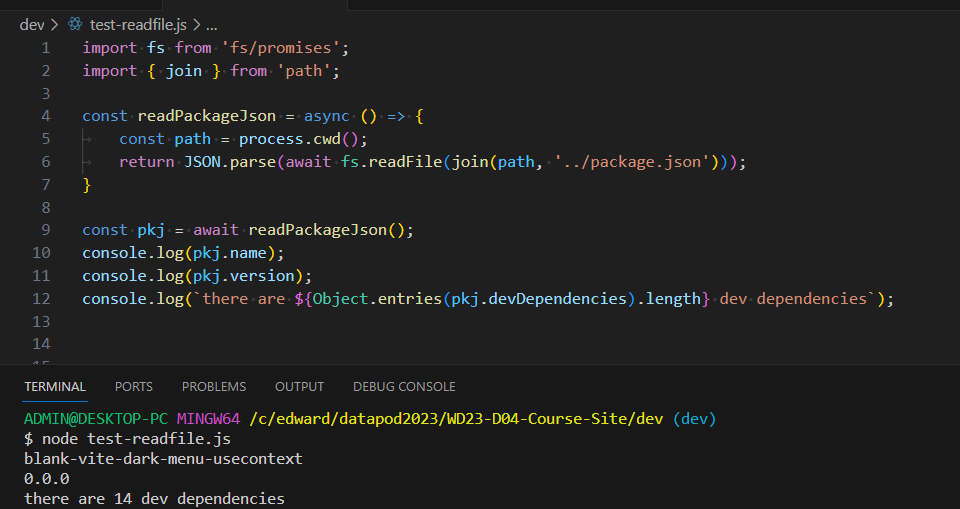 dev > test-readfile.js > ...
1 import fs from 'fs/promises';
2 import { join } from 'path';
3
4 const readPackageJson = async () => {
5 const path = process.cwd();
6 return JSON.parse(await fs.readFile(join(path, '../package.json')));
7 }
8
9 const pkj = await readPackageJson();
10 console.log(pkj.name);
11 console.log(pkj.version);
12 console.log(`there are ${Object.entries(pkj.devDependencies).length} dev dependencies`);
13
14
15
TERMINAL PORTS PROBLEMS OUTPUT DEBUG CONSOLE
ADMIN@DESKTOP-PC MINGW64 /c/edward/datapod2023/WD23-D04-Course-Site/dev (dev)
$ node test-readfile.js
blank-vite-dark-menu-usecontext
0.0.0
there are 14 dev dependencies